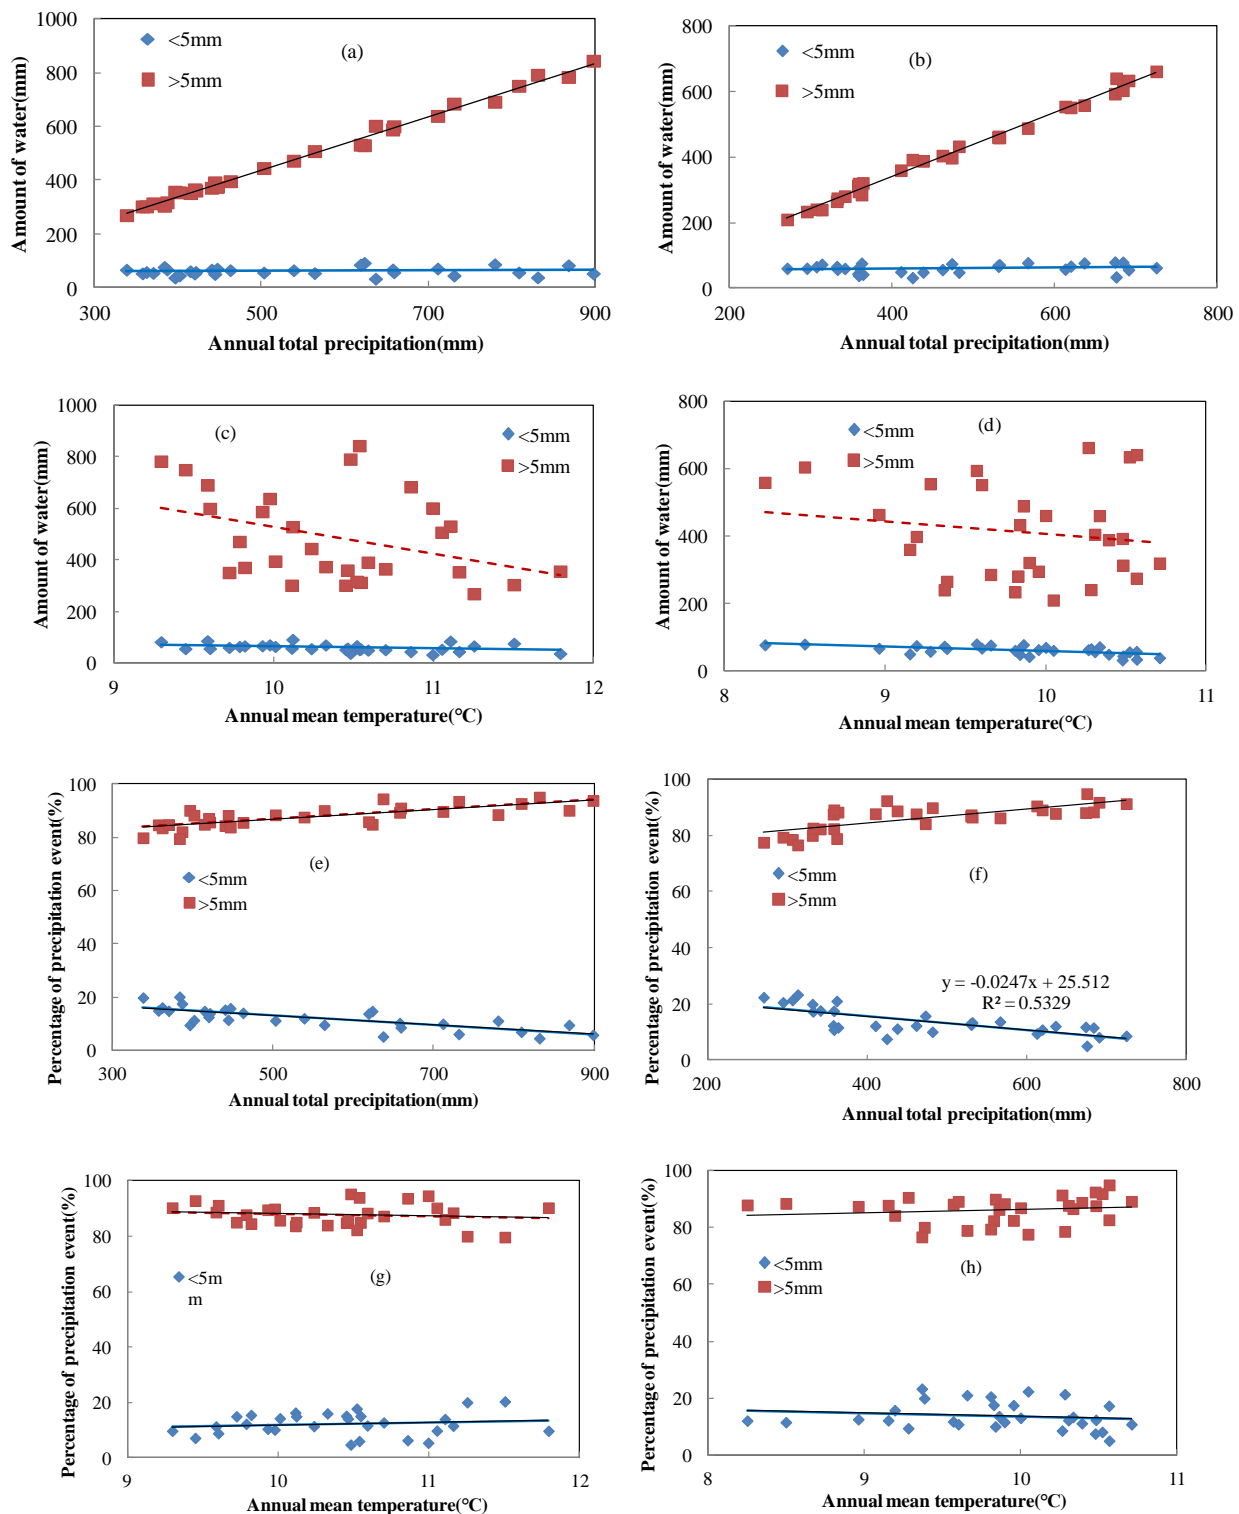 1000
800
600
400
200
0
Amount of water(mm)
<5mm
>5mm
(a)
300
500
700
900
Annual total precipitation(mm)
800
600
400
200
0
Amount of water(mm)
<5mm
>5mm
(b)
200
400
600
800
Annual total precipitation(mm)
1000
800
600
400
200
0
Amount of water(mm)
(c)
<5mm
>5mm
9
10
11
12
Annual mean temperature(°C)
800
600
400
200
0
Amount of water(mm)
<5mm
>5mm
(d)
8
9
10
11
Annual mean temperature(°C)
100
80
60
40
20
0
Percentage of precipitation event(%)
<5mm
>5mm
(e)
300
500
700
900
Annual total precipitation(mm)
100
80
60
40
20
0
Percentage of precipitation event(%)
<5mm
>5mm
(f)
y = -0.0247x + 25.512
R² = 0.5329
200
400
600
800
Annual total precipitation(mm)
100
80
60
40
20
0
Percentage of precipitation event(%)
<5m
m
(g)
9
10
11
12
Annual mean temperature(°C)
100
80
60
40
20
0
Percentage of precipitation event(%)
<5mm
>5mm
(h)
8
9
10
11
Annual mean temperature(°C)